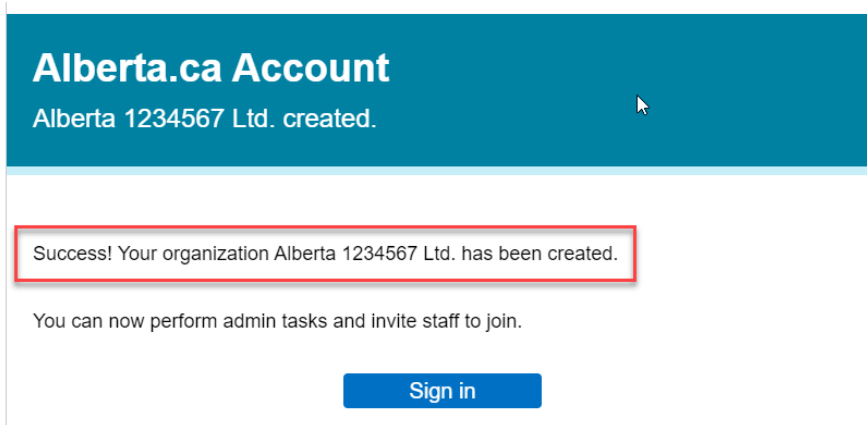 Alberta.ca Account
Alberta 1234567 Ltd. created.
Success! Your organization Alberta 1234567 Ltd. has been created.
You can now perform admin tasks and invite staff to join.
Sign in